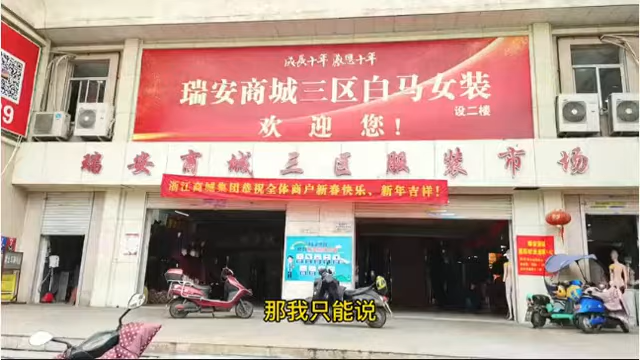 成长十年 感恩十年
瑞安商城三区白马女装
设二楼
欢迎您!
瑞安商城三区服装市场
浙江商城集团恭祝全体商户新春快乐、新年吉祥!
9
那我只能说